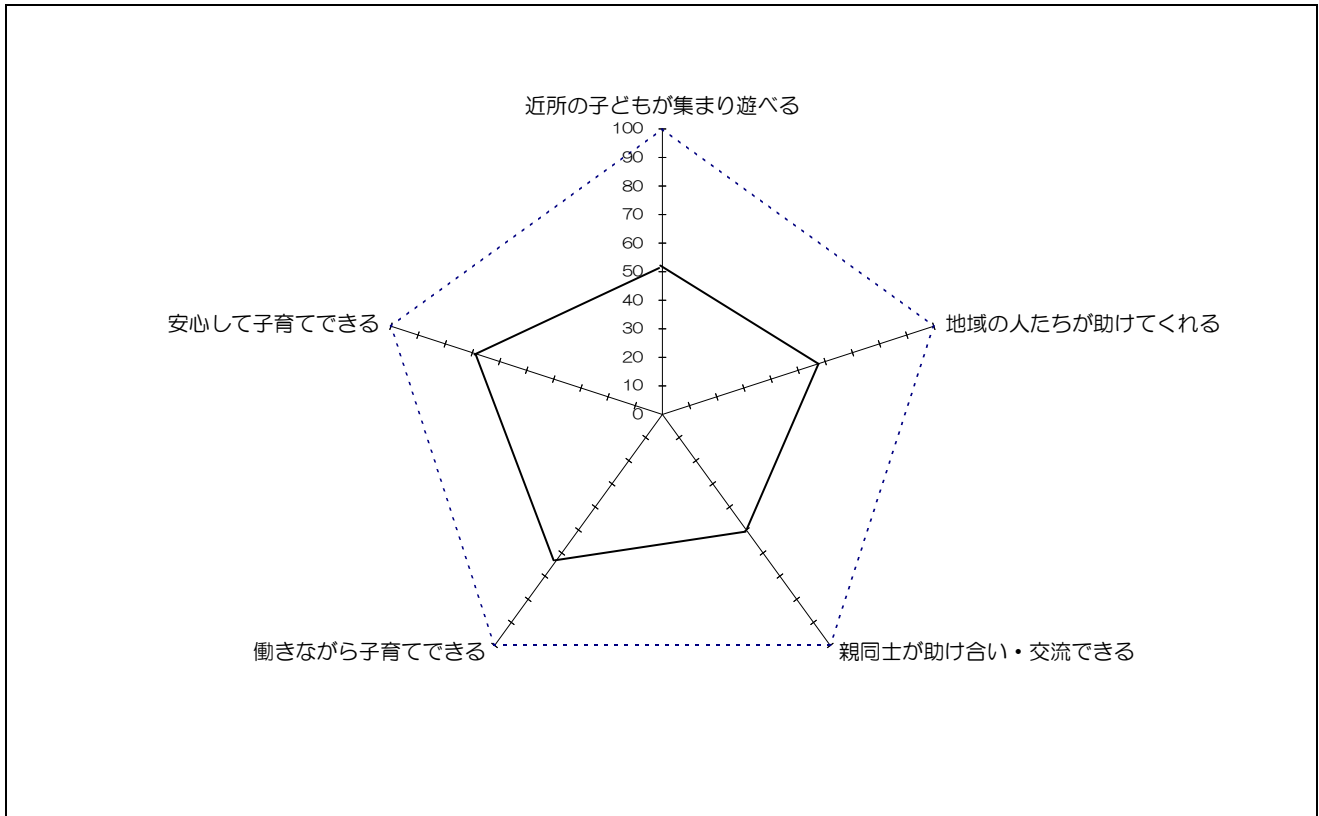 近所の子どもが集まり遊べる
100
90
80
70
60
50
40
30
20
10
0
安心して子育てできる
地域の人たちが助けてくれる
働きながら子育てできる
親同士が助け合い・交流できる